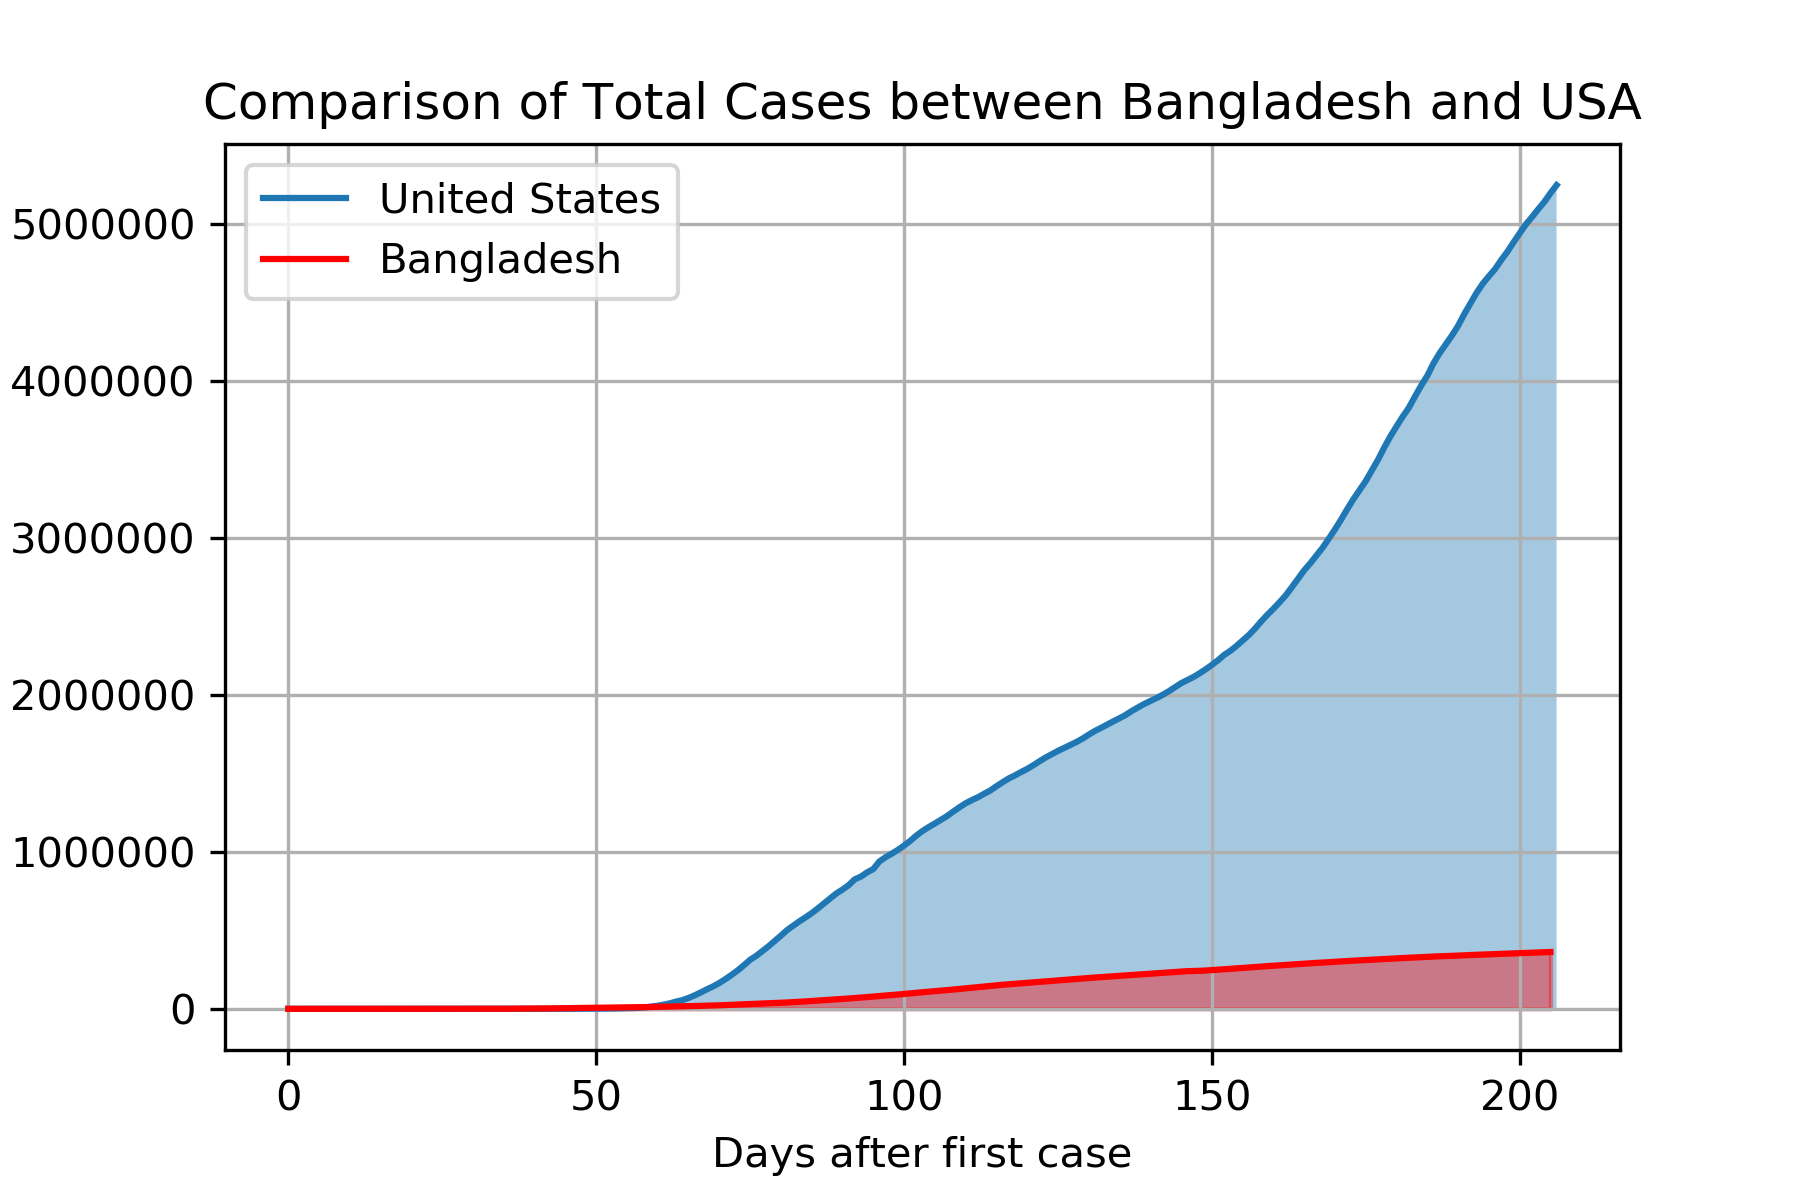 Comparison of Total Cases between Bangladesh and USA
United States
Bangladesh
5000000
4000000
3000000
2000000
1000000
0
0 50 100 150 200
Days after first case